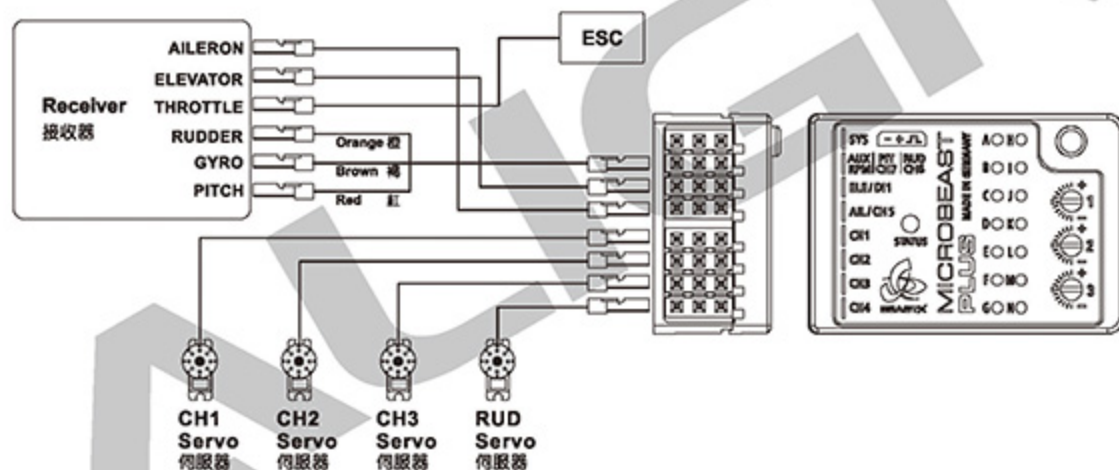 ESC
AILERON
ELEVATOR
THROTTLE
RUDDER
GYRO
PITCH
Receiver
接收器
Orange 橙
Brown 褐
Red 紅
SYS
AUX PIT RUD
RPM CH7 CH6
ELE/DI1
AIL/CH5
CH1
CH2
CH3
CH4
STATUS
MICROBEAST
PLUS
MADE IN GERMANY
A H
B I
C J
D K
E L
F M
G N
1
2
3
CH1
Servo
伺服器
CH2
Servo
伺服器
CH3
Servo
伺服器
RUD
Servo
伺服器